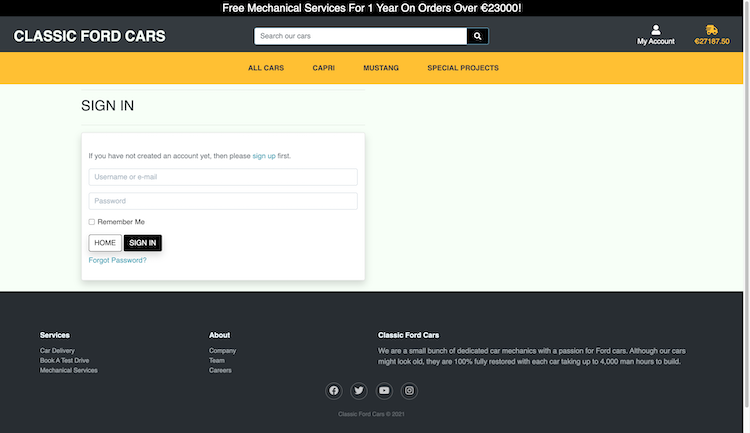 Free Mechanical Services For 1 Year On Orders Over €23000!
CLASSIC FORD CARS
Search our cars
My Account
€27187.50
ALL CARS
CAPRI
MUSTANG
SPECIAL PROJECTS
SIGN IN
If you have not created an account yet, then please sign up first.
Username or e-mail
Password
Remember Me
HOME
SIGN IN
Forgot Password?
Services
Car Delivery
Book A Test Drive
Mechanical Services
About
Company
Team
Careers
Classic Ford Cars
We are a small bunch of dedicated car mechanics with a passion for Ford cars. Although our cars
might look old, they are 100% fully restored with each car taking up to 4,000 man hours to build.
Classic Ford Cars © 2021